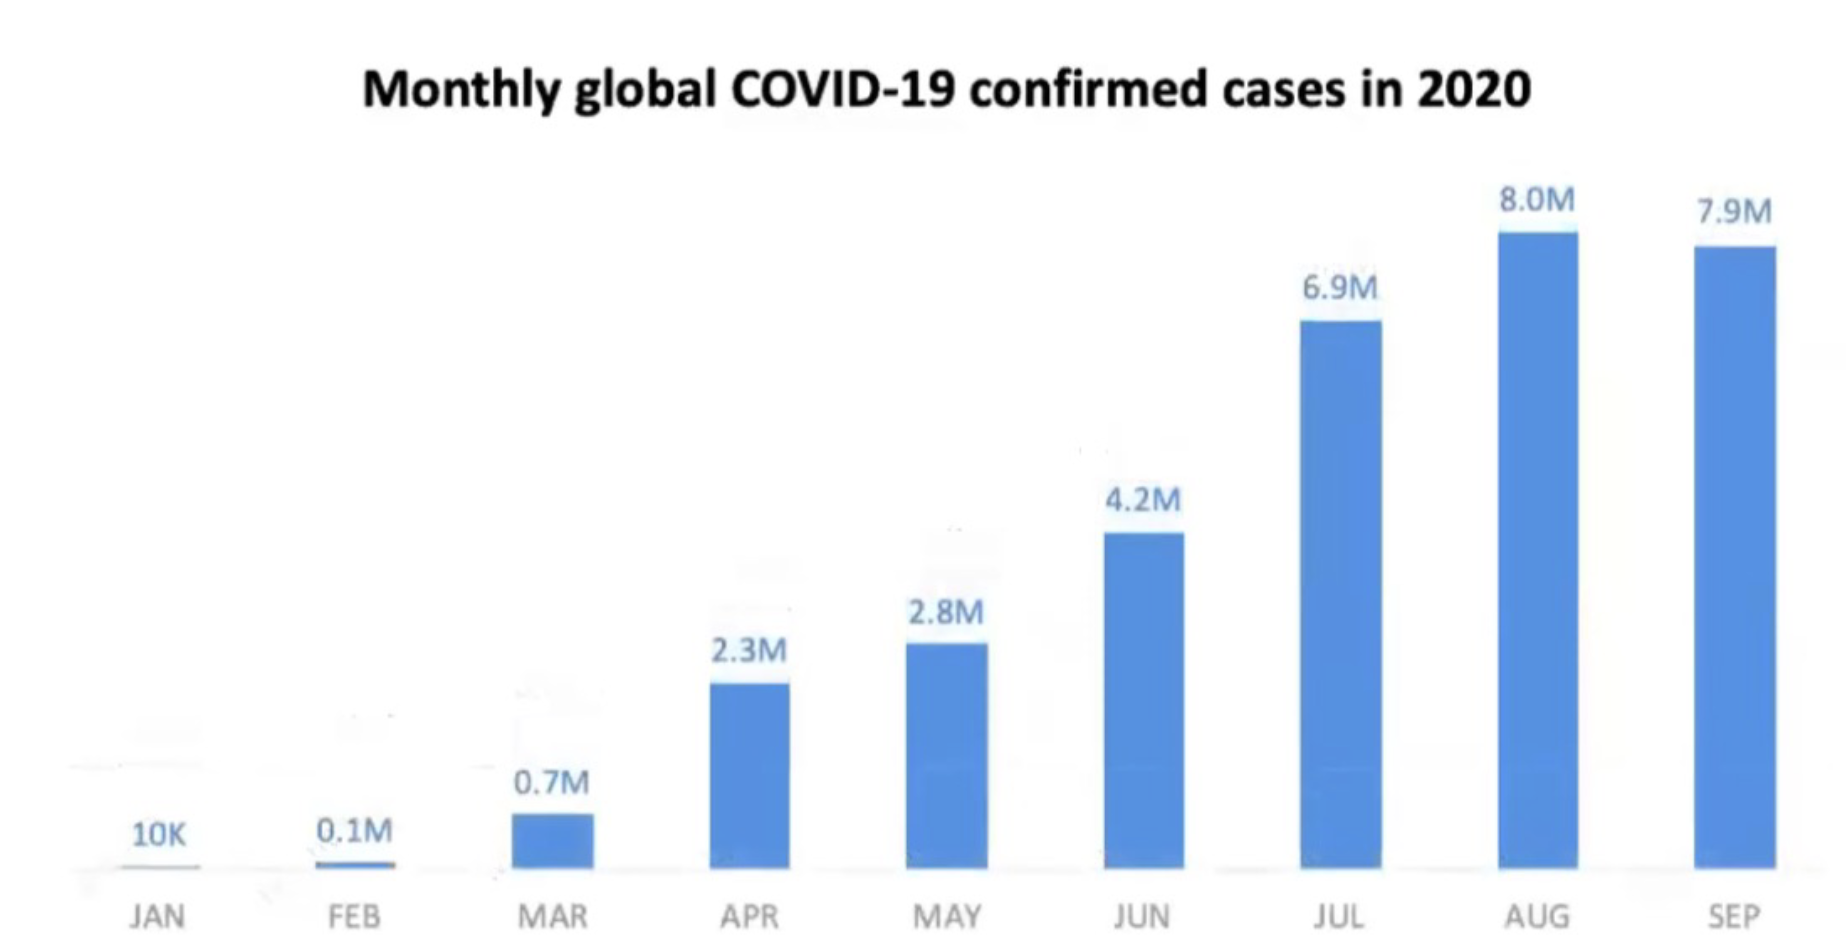 Monthly global COVID-19 confirmed cases in 2020
8.0M
7.9M
6.9M
4.2M
2.8M
2.3M
0.7M
0.1M
10K
JAN FEB MAR APR MAY JUN JUL AUG SEP